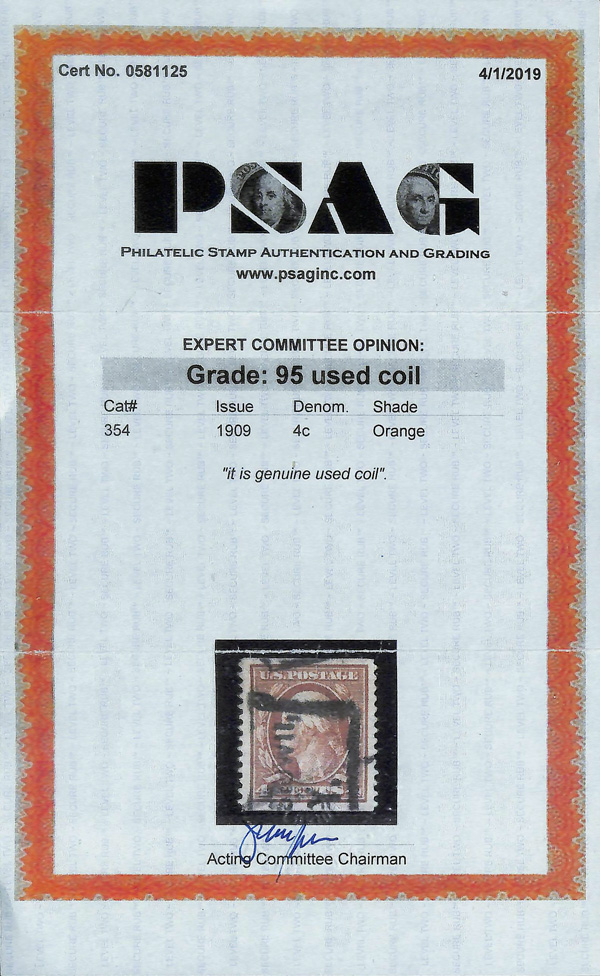 Cert No. 0581125 4/1/2019
PSAG
PHILATELIC STAMP AUTHENTICATION AND GRADING
www.psaginc.com
EXPERT COMMITTEE OPINION:
Grade: 95 used coil
Cat# Issue Denom. Shade
354 1909 4c Orange
"it is genuine used coil".
U.S.POSTAGE
Acting Committee Chairman